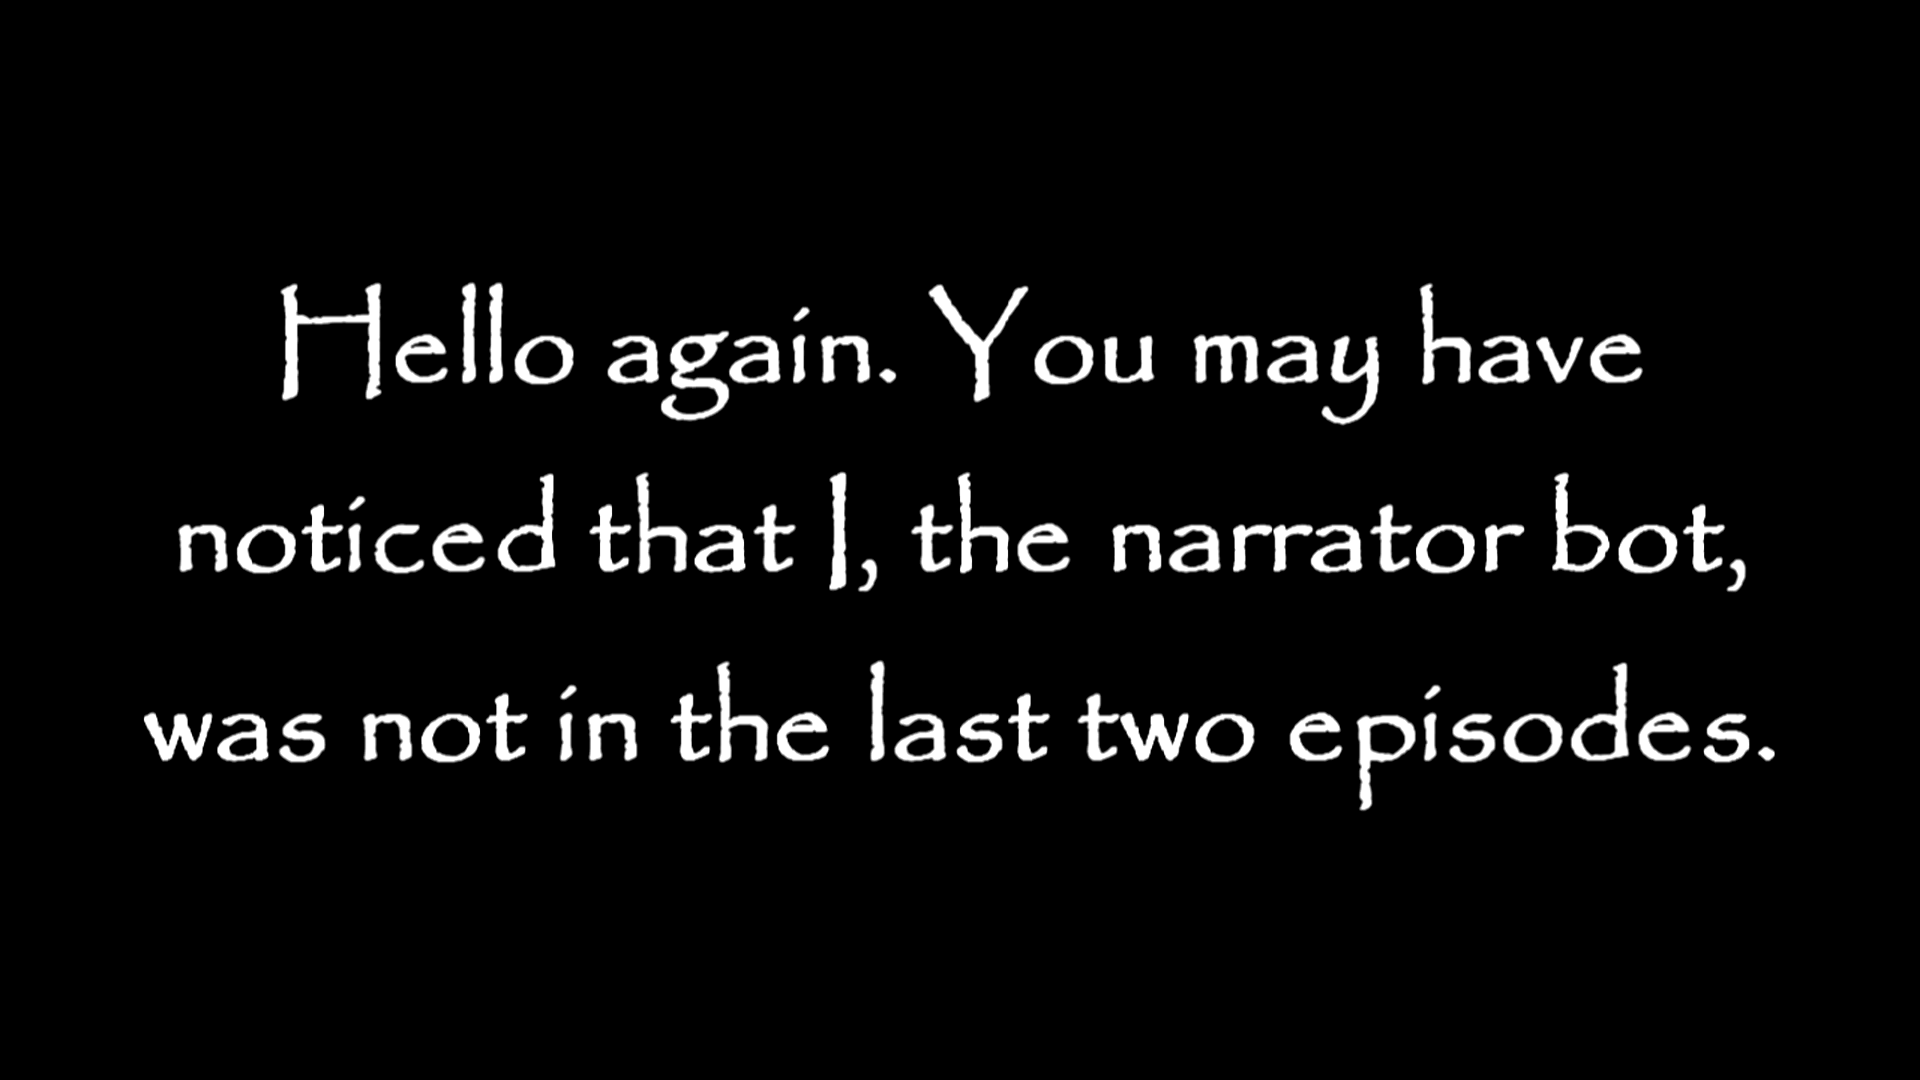 Hello again. You may have
noticed that I, the narrator bot,
was not in the last two episodes.